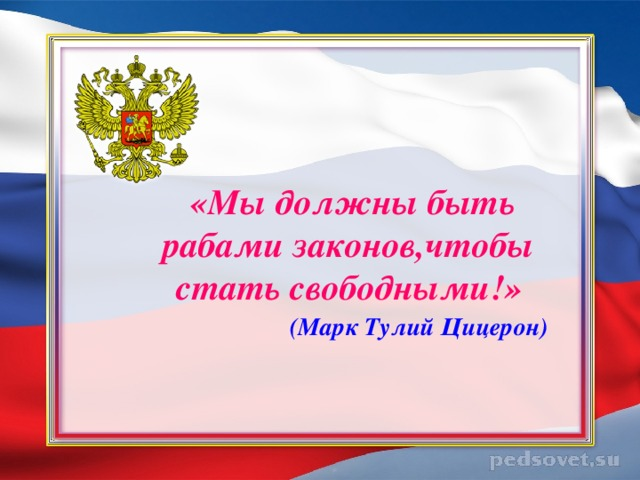 «Мы должны быть
рабами законов,чтобы
стать свободными!»
(Марк Тулий Цицерон)
pedsovet.su